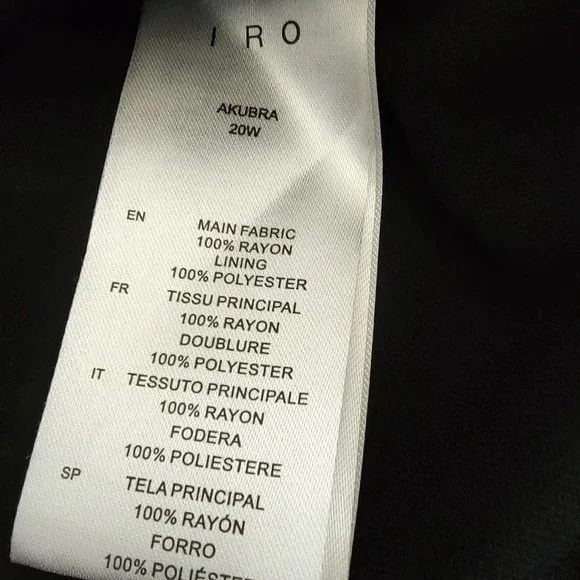 IRO
AKUBRA
20W
EN
MAIN FABRIC
100% RAYON
LINING
100% POLYESTER
FR
TISSU PRINCIPAL
100% RAYON
DOUBLURE
100% POLYESTER
IT
TESSUTO PRINCIPALE
100% RAYON
FODERA
100% POLIESTERE
SP
TELA PRINCIPAL
100% RAYÓN
FORRO
100%